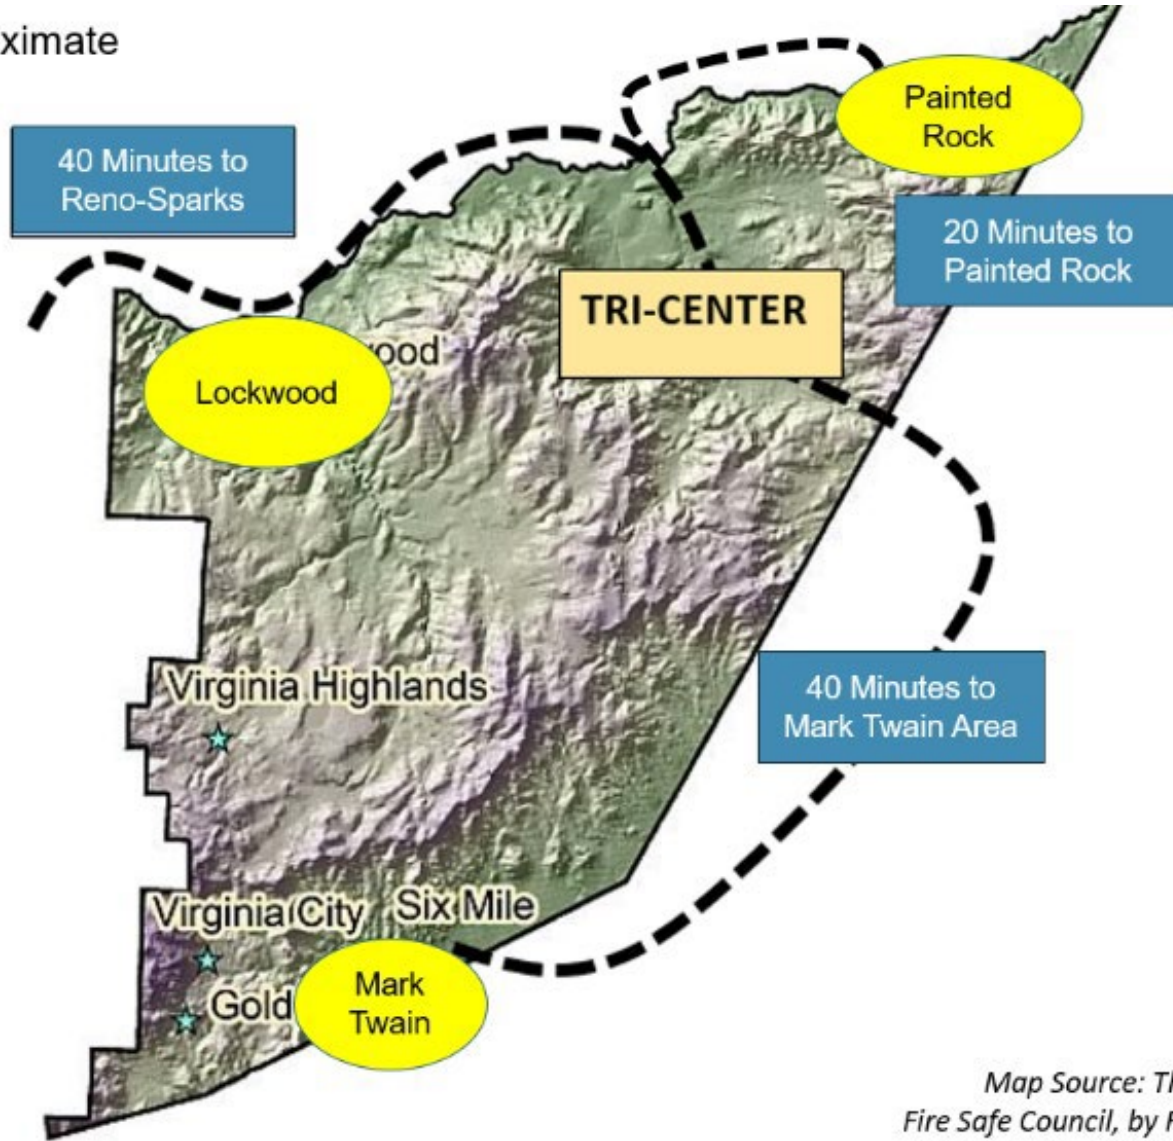 ximate
Painted
Rock
40 Minutes to
Reno-Sparks
20 Minutes to
Painted Rock
TRI-CENTER
ood
Lockwood
Virginia Highlands
40 Minutes to
Mark Twain Area
Virginia City
Six Mile
Gold
Mark
Twain
Map Source: Th
Fire Safe Council, by